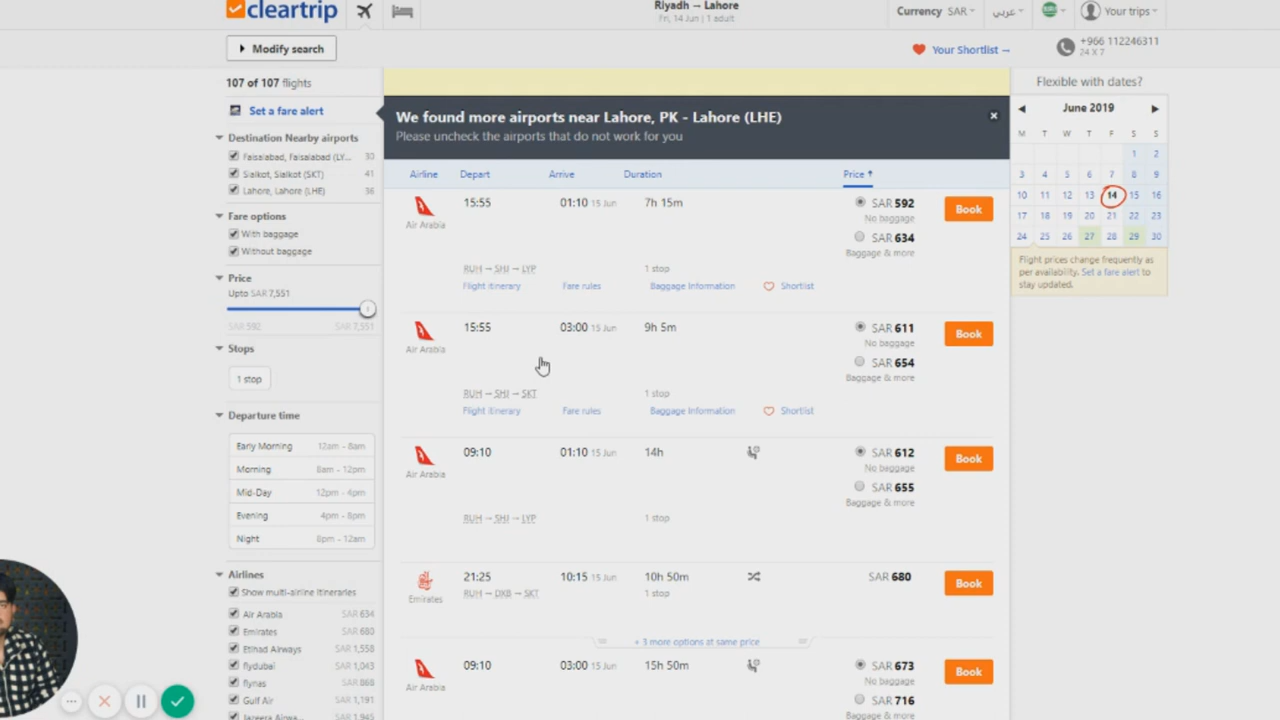 cleartrip
Riyadh → Lahore
Fri, 14 Jun | 1 adult
Currency SAR
عربي
Your trips
Modify search
Your Shortlist →
+966 112246311
24 X 7
107 of 107 flights
Set a fare alert
Destination Nearby airports
Faisalabad, Faisalabad (LY... 30
Sialkot, Sialkot (SKT) 41
Lahore, Lahore (LHE) 36
Fare options
With baggage
Without baggage
Price
Upto SAR 7,551
SAR 592 SAR 7,551
Stops
1 stop
Departure time
Early Morning 12am - 8am
Morning 8am - 12pm
Mid-Day 12pm - 4pm
Evening 4pm - 8pm
Night 8pm - 12am
Airlines
Show multi-airline itineraries
Air Arabia SAR 634
Emirates SAR 680
Etihad Airways SAR 1,558
flydubai SAR 1,043
flynas SAR 868
Gulf Air SAR 1,191
Jazeera Airwa... SAR 1,945
We found more airports near Lahore, PK - Lahore (LHE)
Please uncheck the airports that do not work for you
Airline Depart Arrive Duration Price ↑
Air Arabia
15:55 01:10 15 Jun 7h 15m SAR 592 Book
No baggage
SAR 634
Baggage & more
RUH → SHJ → LYP 1 stop
Flight itinerary Fare rules Baggage Information Shortlist
Air Arabia
15:55 03:00 15 Jun 9h 5m SAR 611 Book
No baggage
SAR 654
Baggage & more
RUH → SHJ → SKT 1 stop
Flight itinerary Fare rules Baggage Information Shortlist
Air Arabia
09:10 01:10 15 Jun 14h SAR 612 Book
No baggage
SAR 655
Baggage & more
RUH → SHJ → LYP 1 stop
Emirates
21:25 10:15 15 Jun 10h 50m SAR 680 Book
RUH → DXB → SKT 1 stop
+ 3 more options at same price
Air Arabia
09:10 03:00 15 Jun 15h 50m SAR 673 Book
No baggage
SAR 716
Baggage & more
Flexible with dates?
June 2019
M T W T F S S
1 2
3 4 5 6 7 8 9
10 11 12 13 14 15 16
17 18 19 20 21 22 23
24 25 26 27 28 29 30
Flight prices change frequently as
per availability. Set a fare alert to
stay updated.